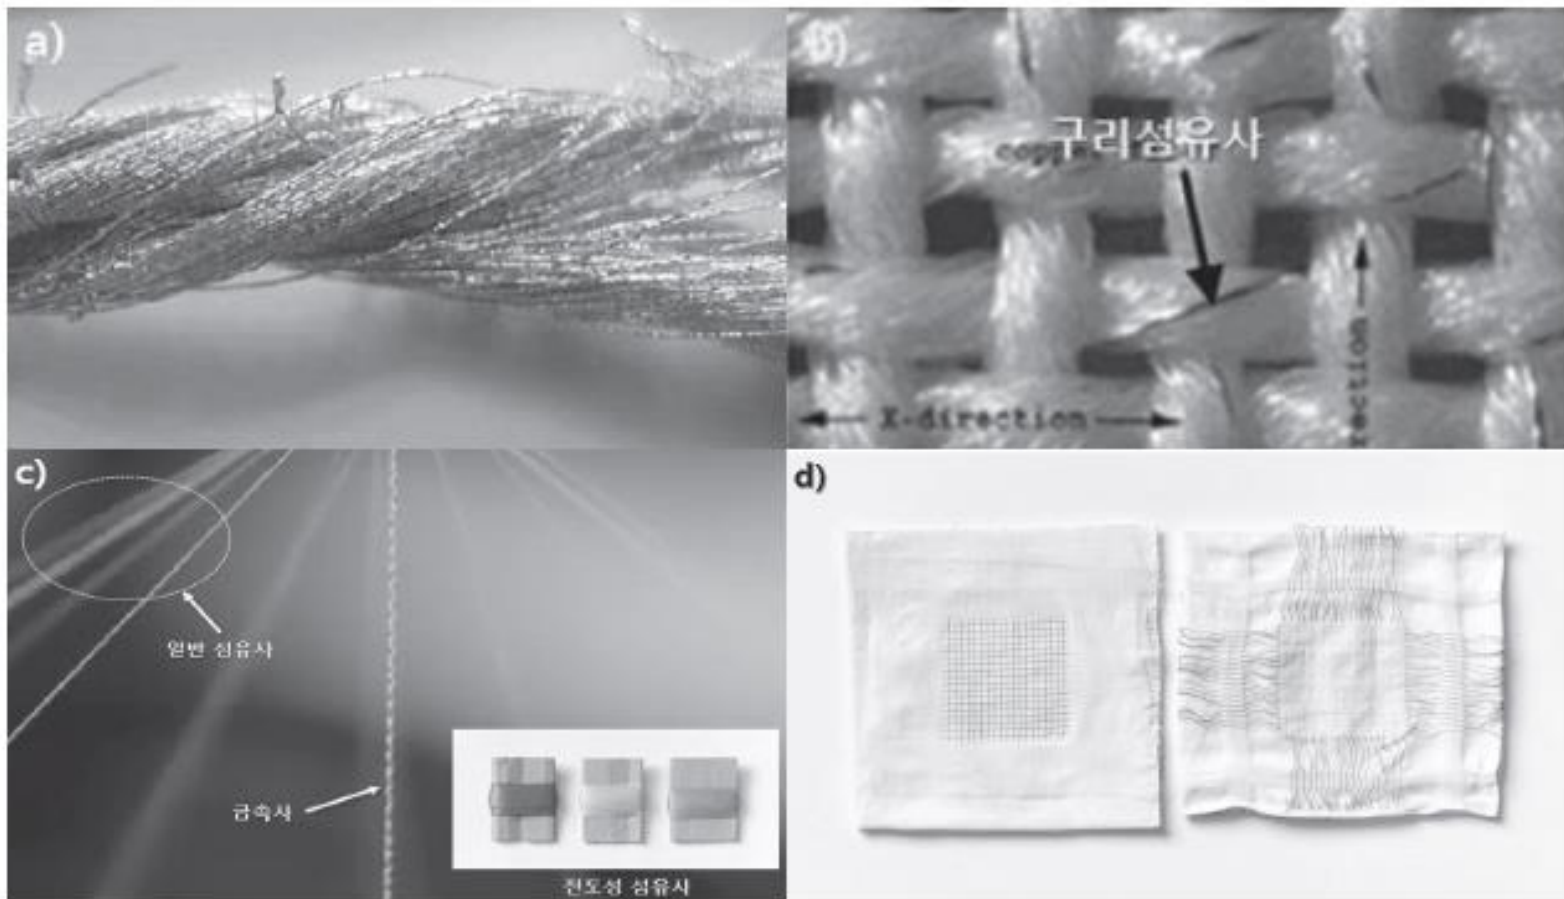 a)
b)
구리섬유사
X-direction
rection
c)
일반 섬유사
금속사
전도성 섬유사
d)